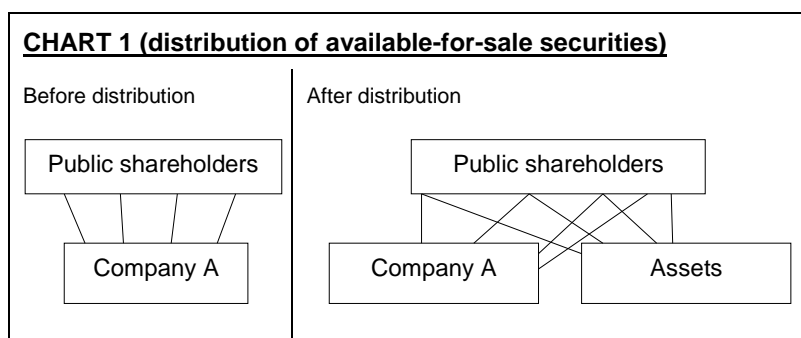 CHART 1 (distribution of available-for-sale securities)
Before distribution
Public shareholders
Company A
After distribution
Public shareholders
Company A
Assets